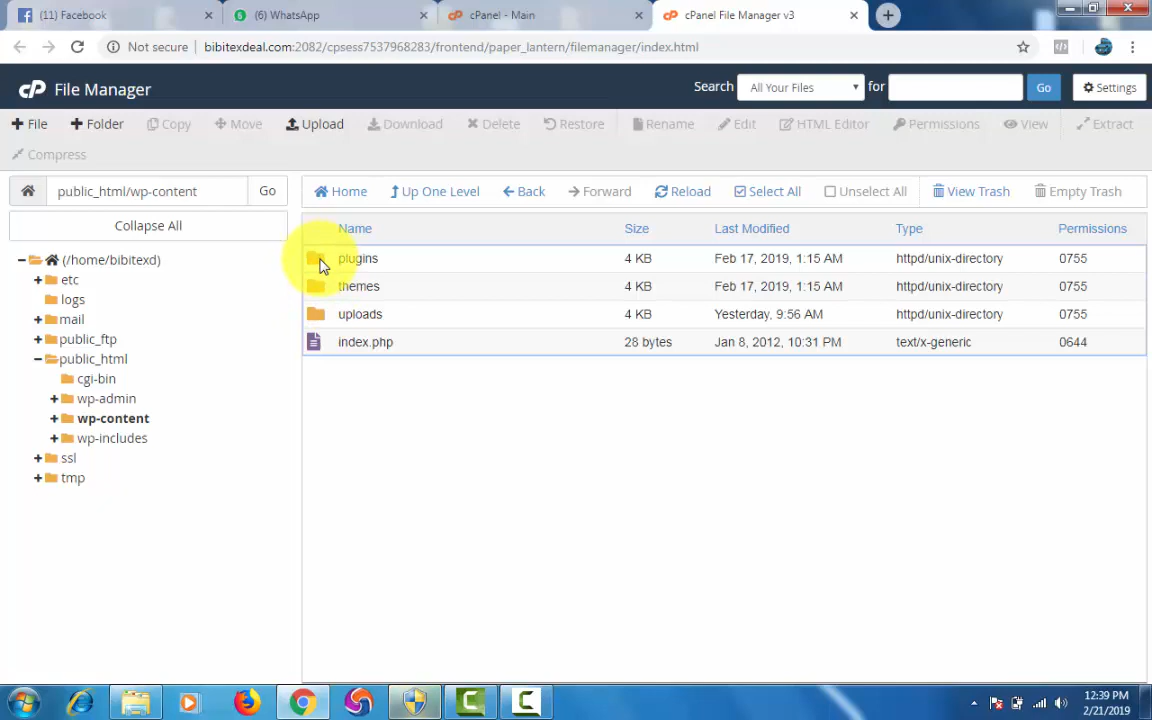 (11) Facebook
(6) WhatsApp
cPanel - Main
cPanel File Manager v3
Not secure
bibitexdeal.com:2082/cpsess7537968283/frontend/paper_lantern/filemanager/index.html
cP File Manager
Search All Your Files for Go Settings
File Folder Copy Move Upload Download Delete Restore Rename Edit HTML Editor Permissions View Extract
Compress
public_html/wp-content Go
Home Up One Level Back Forward Reload Select All Unselect All View Trash Empty Trash
Collapse All
(/home/bibitexd)
etc
logs
mail
public_ftp
public_html
cgi-bin
wp-admin
wp-content
wp-includes
ssl
tmp
Name Size Last Modified Type Permissions
plugins 4 KB Feb 17, 2019, 1:15 AM httpd/unix-directory 0755
themes 4 KB Feb 17, 2019, 1:15 AM httpd/unix-directory 0755
uploads 4 KB Yesterday, 9:56 AM httpd/unix-directory 0755
index.php 28 bytes Jan 8, 2012, 10:31 PM text/x-generic 0644
12:39 PM
2/21/2019